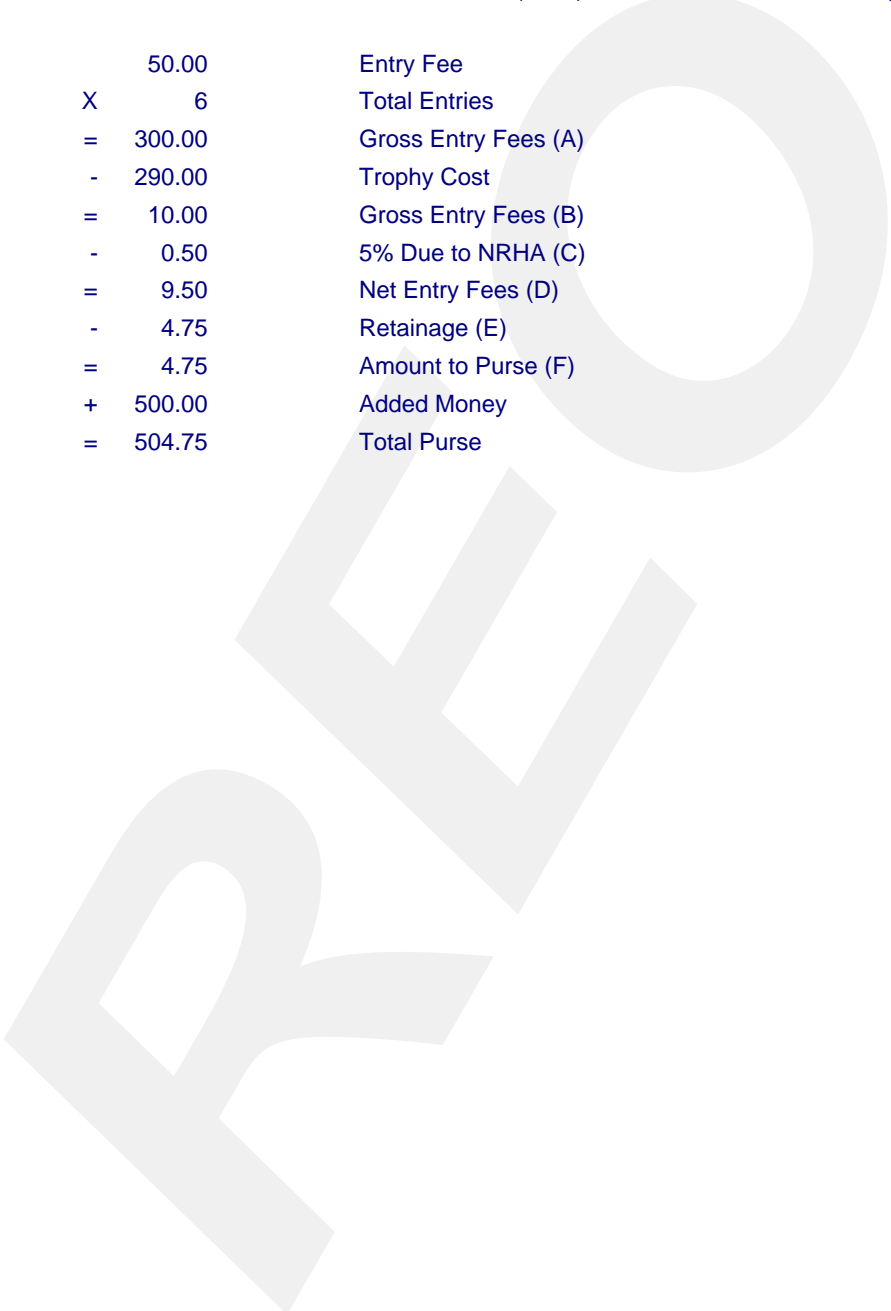 50.00 Entry Fee
X 6 Total Entries
= 300.00 Gross Entry Fees (A)
- 290.00 Trophy Cost
= 10.00 Gross Entry Fees (B)
- 0.50 5% Due to NRHA (C)
= 9.50 Net Entry Fees (D)
- 4.75 Retainage (E)
= 4.75 Amount to Purse (F)
+ 500.00 Added Money
= 504.75 Total Purse
REO